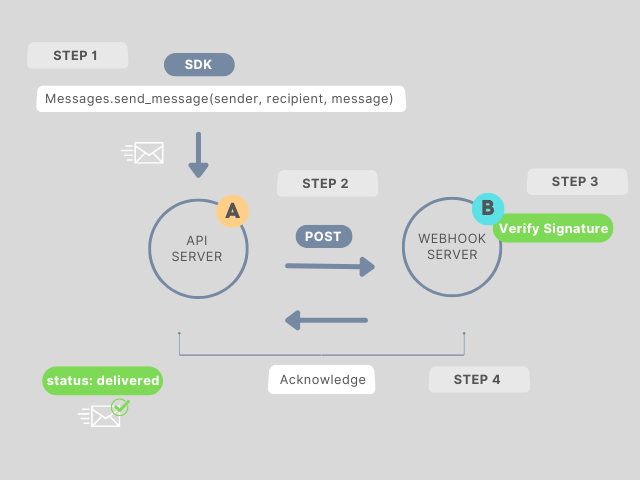 STEP 1
SDK
Messages.send_message(sender, recipient, message)
STEP 2
STEP 3
A
B
API
SERVER
POST
WEBHOOK
SERVER
Verify Signature
status: delivered
Acknowledge
STEP 4